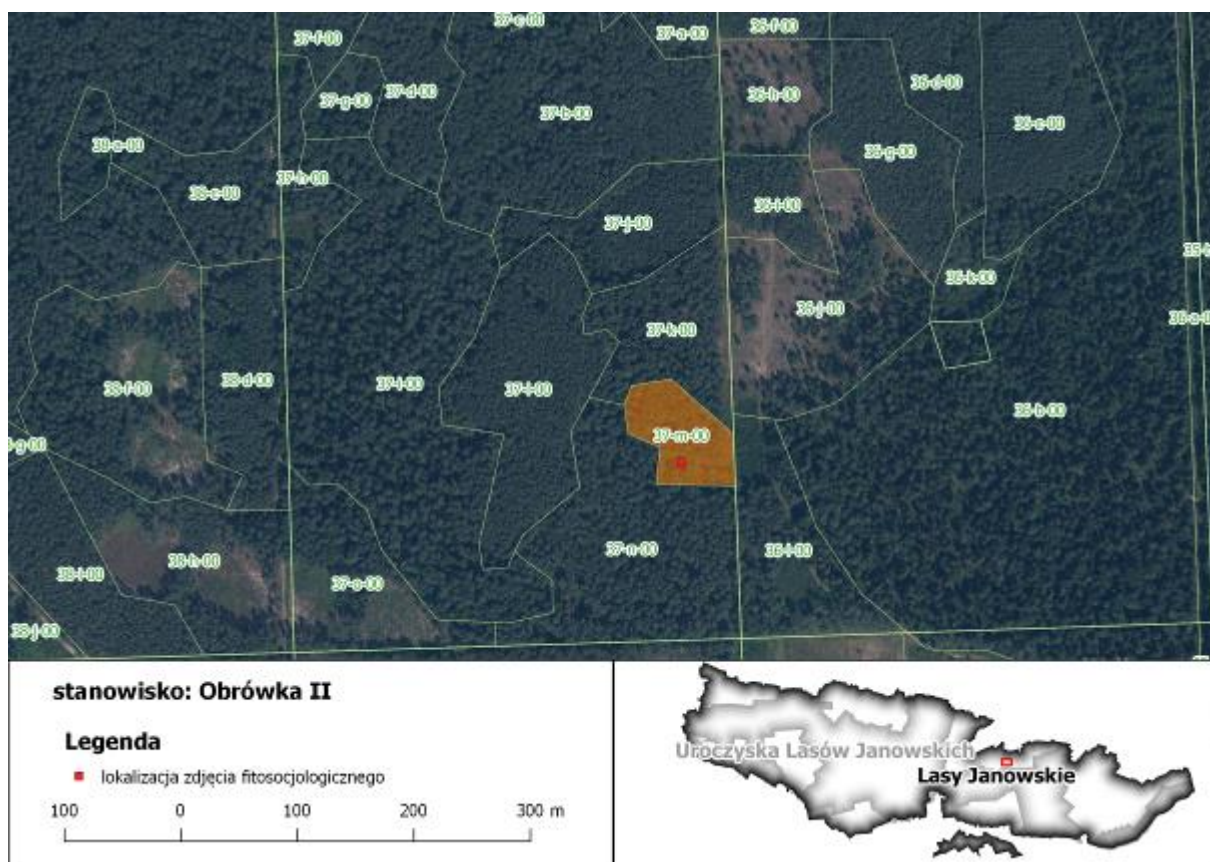 37-c-00
37-f-00
37-a-00
36-f-00
37-g-00
37-d-00
36-h-00
36-d-00
37-b-00
36-c-00
38-a-00
36-g-00
38-c-00
37-h-00
36-i-00
37-j-00
36-k-00
36-j-00
37-k-00
38-f-00
38-d-00
37-i-00
37-l-00
36-b-00
37-m-00
37-n-00
36-l-00
38-h-00
38-i-00
37-o-00
38-j-00
stanowisko: Obrówka II
Legenda
lokalizacja zdjęcia fitosocjologicznego
100 0 100 200 300 m
Uroczyska Lasów Janowskich
Lasy Janowskie